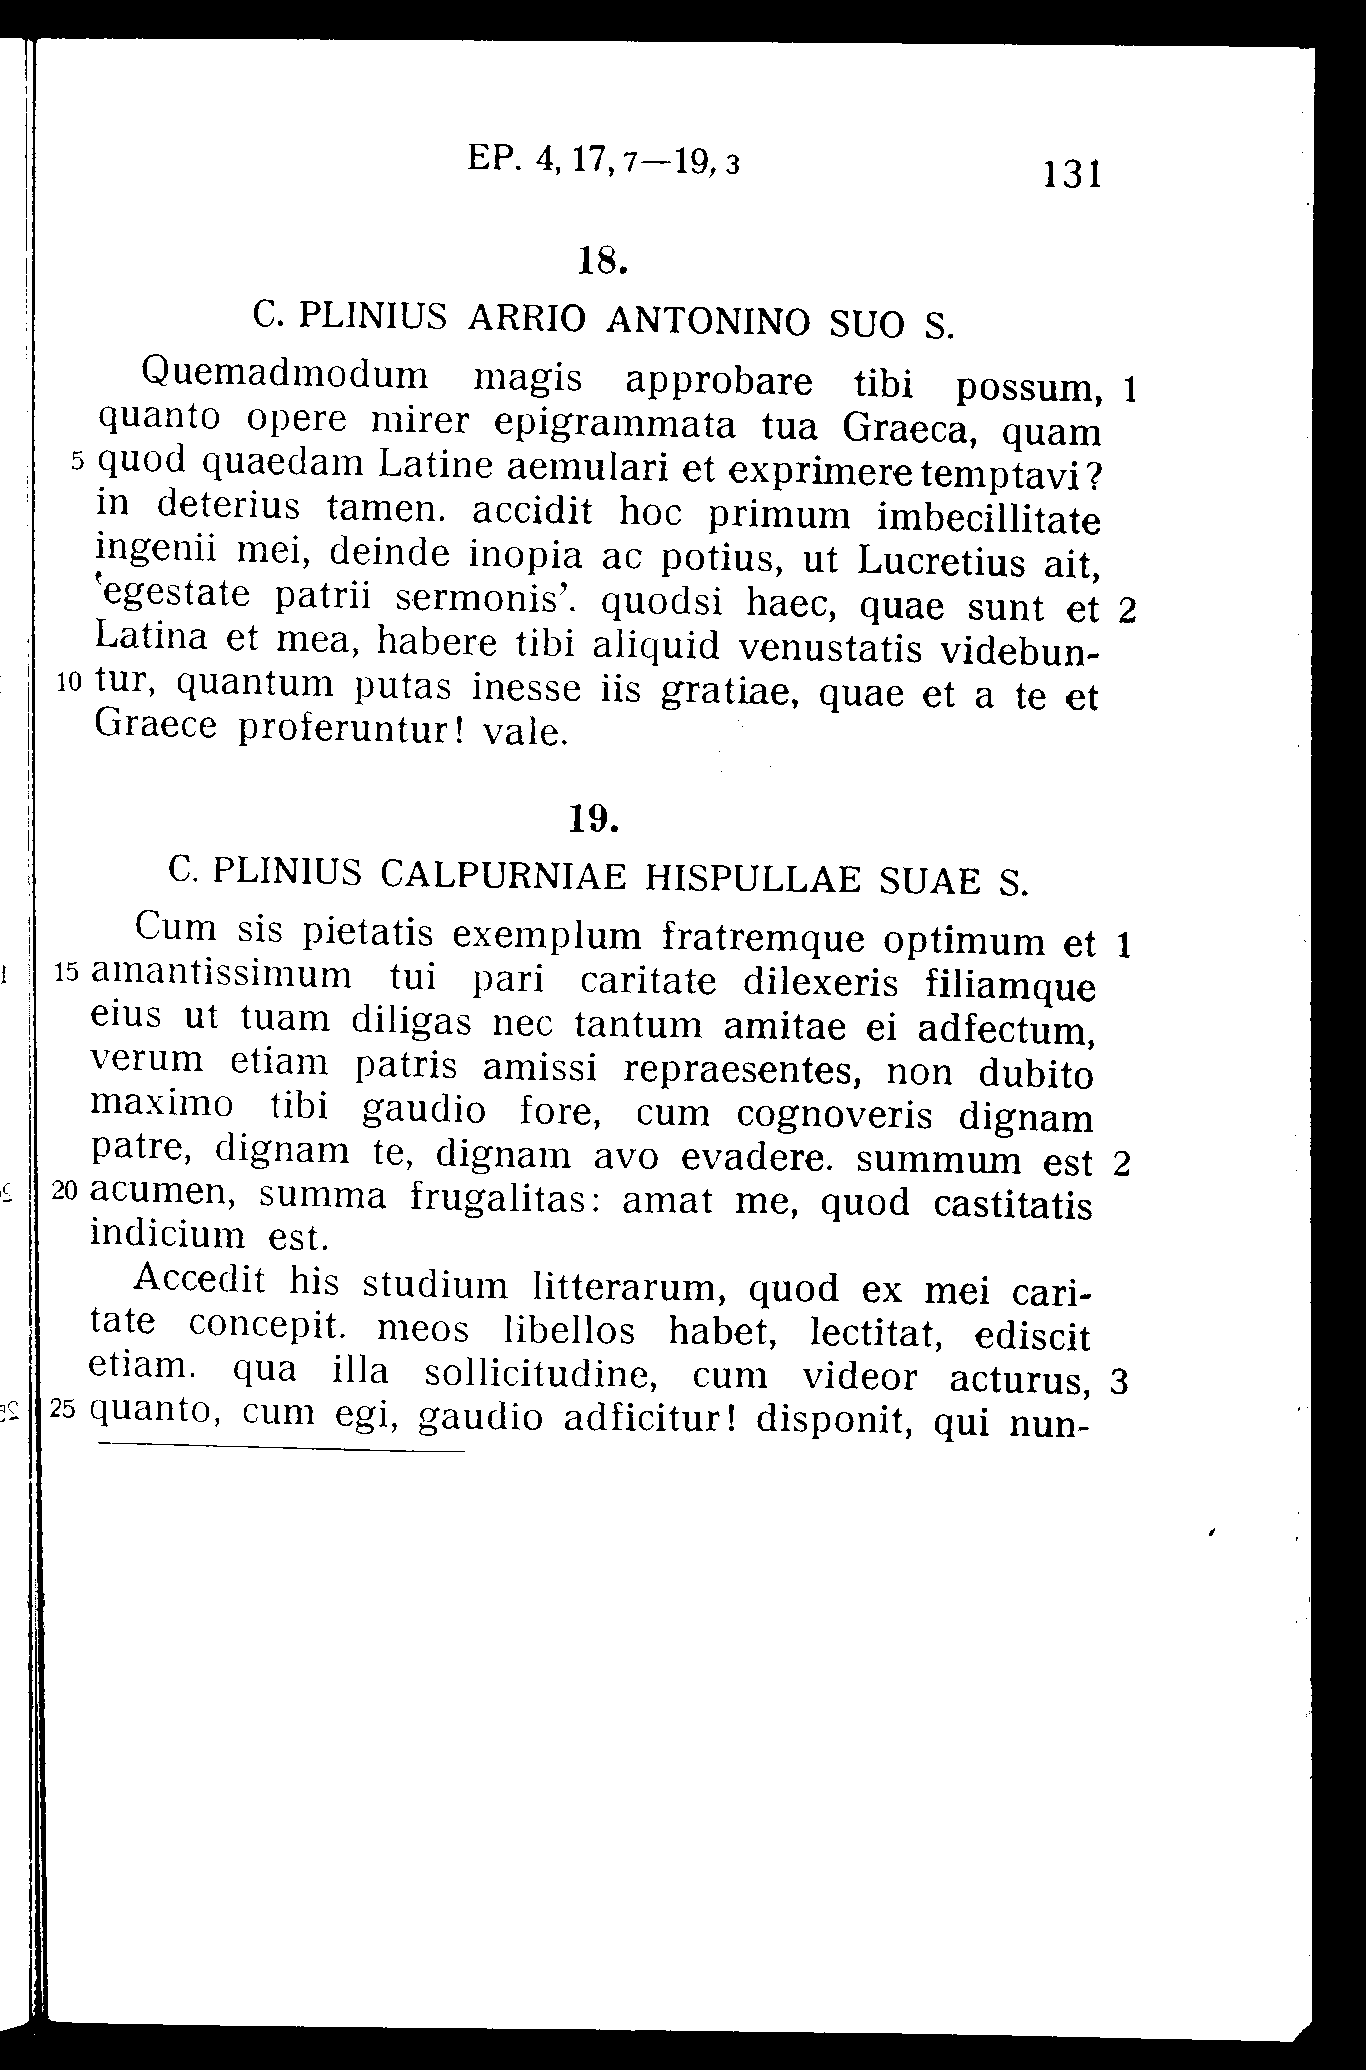 EP. 4, 17, 7—19, 3 131
18.
C. PLINIUS ARRIO ANTONINO SUO S.
Quemadmodum magis approbare tibi possum, 1
quanto opere mirer epigrammata tua Graeca, quam
5 quod quaedam Latine aemulari et exprimere temptavi?
in deterius tamen. accidit hoc primum imbecillitate
ingenii mei, deinde inopia ac potius, ut Lucretius ait,
‛egestate patrii sermonis’. quodsi haec, quae sunt et 2
Latina et mea, habere tibi aliquid venustatis videbun-
10 tur, quantum putas inesse iis gratiae, quae et a te et
Graece proferuntur! vale.
19.
C. PLINIUS CALPURNIAE HISPULLAE SUAE S.
Cum sis pietatis exemplum fratremque optimum et 1
15 amantissimum tui pari caritate dilexeris filiamque
eius ut tuam diligas nec tantum amitae ei adfectum,
verum etiam patris amissi repraesentes, non dubito
maximo tibi gaudio fore, cum cognoveris dignam
patre, dignam te, dignam avo evadere. summum est 2
20 acumen, summa frugalitas: amat me, quod castitatis
indicium est.
Accedit his studium litterarum, quod ex mei cari-
tate concepit. meos libellos habet, lectitat, ediscit
etiam. qua illa sollicitudine, cum videor acturus, 3
25 quanto, cum egi, gaudio adficitur! disponit, qui nun-